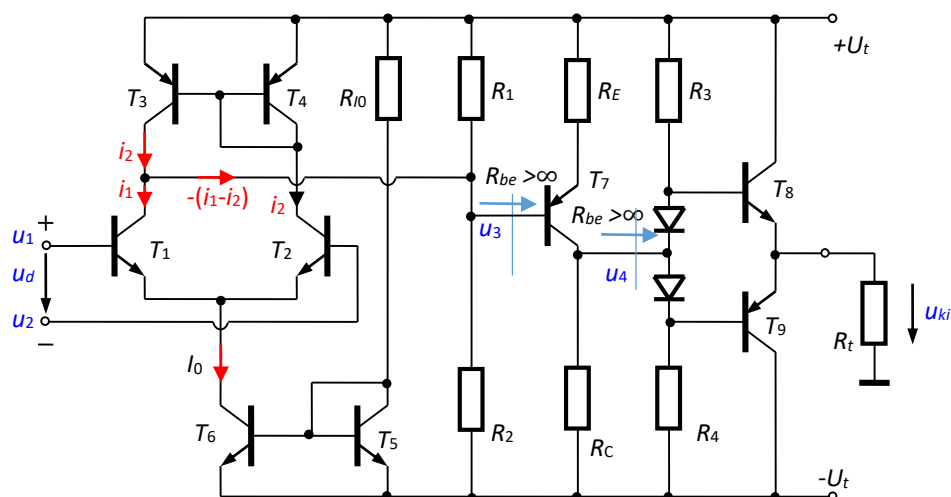 +Ut
T3
T4
RI0
R1
RE
R3
i2
i1
-(i1-i2)
i2
Rbe >∞
T7
Rbe >∞
T8
+
u1
ud
u2
–
T1
T2
u3
u4
T9
Rt
uki
I0
T6
T5
R2
RC
R4
-Ut